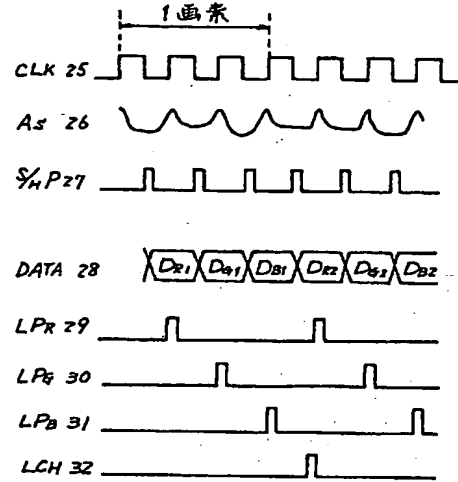 1画素
CLK 25
As 26
S/H P27
DATA 28
DR1 DG1 DB1 DR2 DG2 DB2
LPR 29
LPG 30
LPB 31
LCH 32